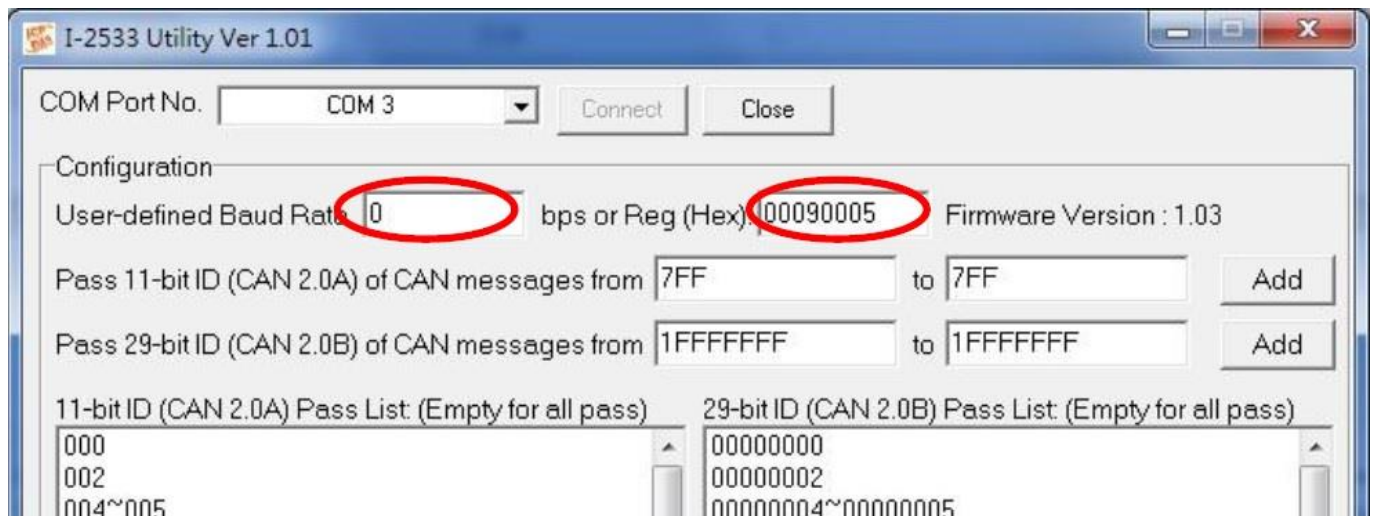 I-2533 Utility Ver 1.01
COM Port No. COM 3 Connect Close
Configuration
User-defined Baud Rate 0 bps or Reg (Hex): 00090005 Firmware Version : 1.03
Pass 11-bit ID (CAN 2.0A) of CAN messages from 7FF to 7FF Add
Pass 29-bit ID (CAN 2.0B) of CAN messages from 1FFFFFFF to 1FFFFFFF Add
11-bit ID (CAN 2.0A) Pass List: (Empty for all pass) 29-bit ID (CAN 2.0B) Pass List: (Empty for all pass)
000 00000000
002 00000002
004~005 00000004~00000005